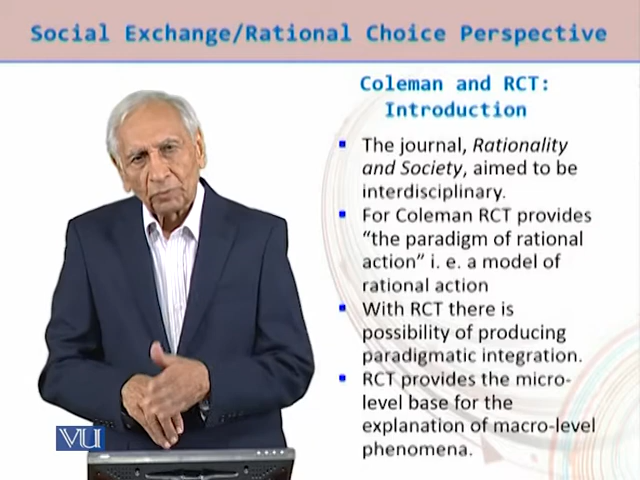 Social Exchange/Rational Choice Perspective
Coleman and RCT:
Introduction
The journal, Rationality
and Society, aimed to be
interdisciplinary.
For Coleman RCT provides
“the paradigm of rational
action” i. e. a model of
rational action
With RCT there is
possibility of producing
paradigmatic integration.
RCT provides the micro-
level base for the
explanation of macro-level
phenomena.
VU